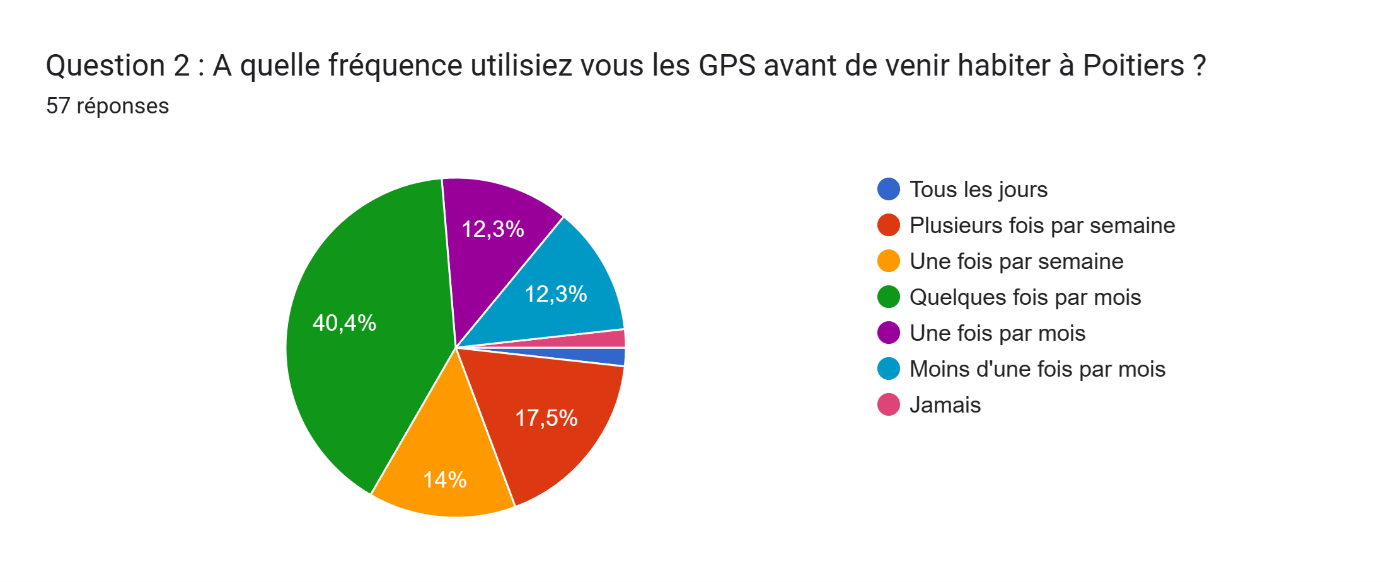 Question 2 : A quelle fréquence utilisiez vous les GPS avant de venir habiter à Poitiers ?
57 réponses
12,3%
12,3%
40,4%
17,5%
14%
Tous les jours
Plusieurs fois par semaine
Une fois par semaine
Quelques fois par mois
Une fois par mois
Moins d'une fois par mois
Jamais